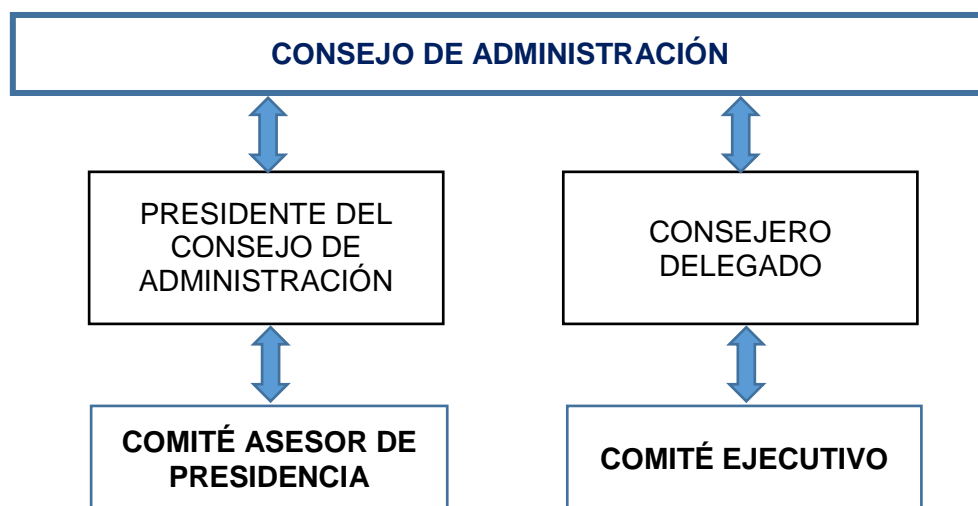 CONSEJO DE ADMINISTRACIÓN
PRESIDENTE DEL
CONSEJO DE
ADMINISTRACIÓN
CONSEJERO
DELEGADO
COMITÉ ASESOR DE
PRESIDENCIA
COMITÉ EJECUTIVO